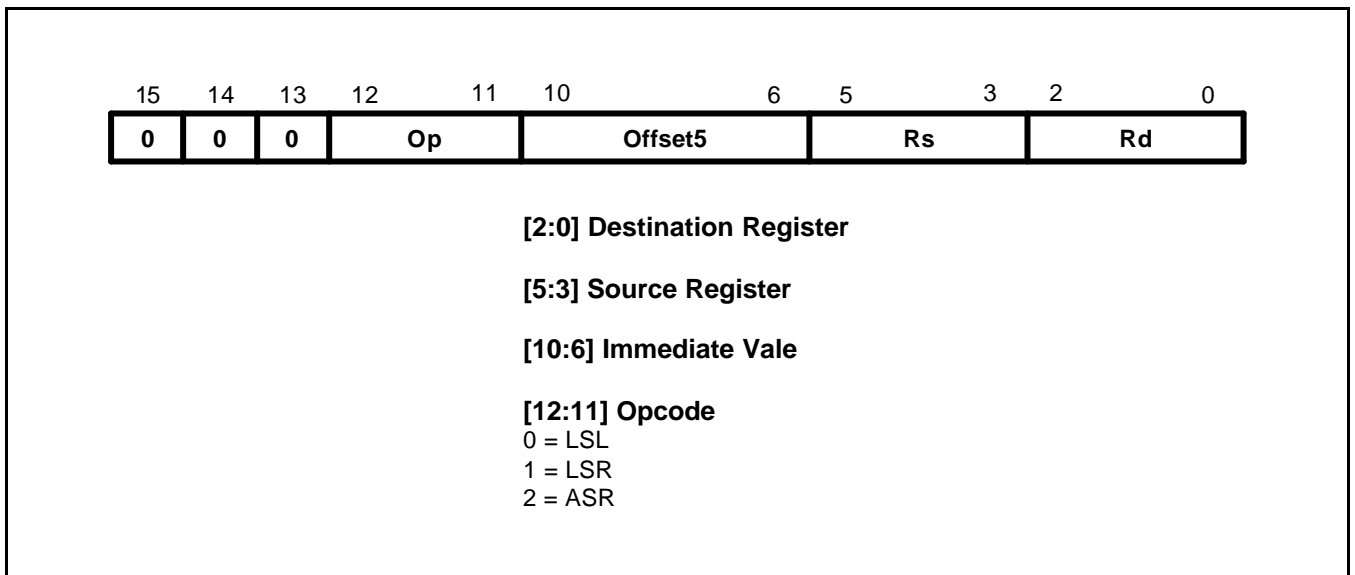 15 14 13 12 11 10 6 5 3 2 0
0 0 0 Op Offset5 Rs Rd
[2:0] Destination Register
[5:3] Source Register
[10:6] Immediate Vale
[12:11] Opcode
0 = LSL
1 = LSR
2 = ASR